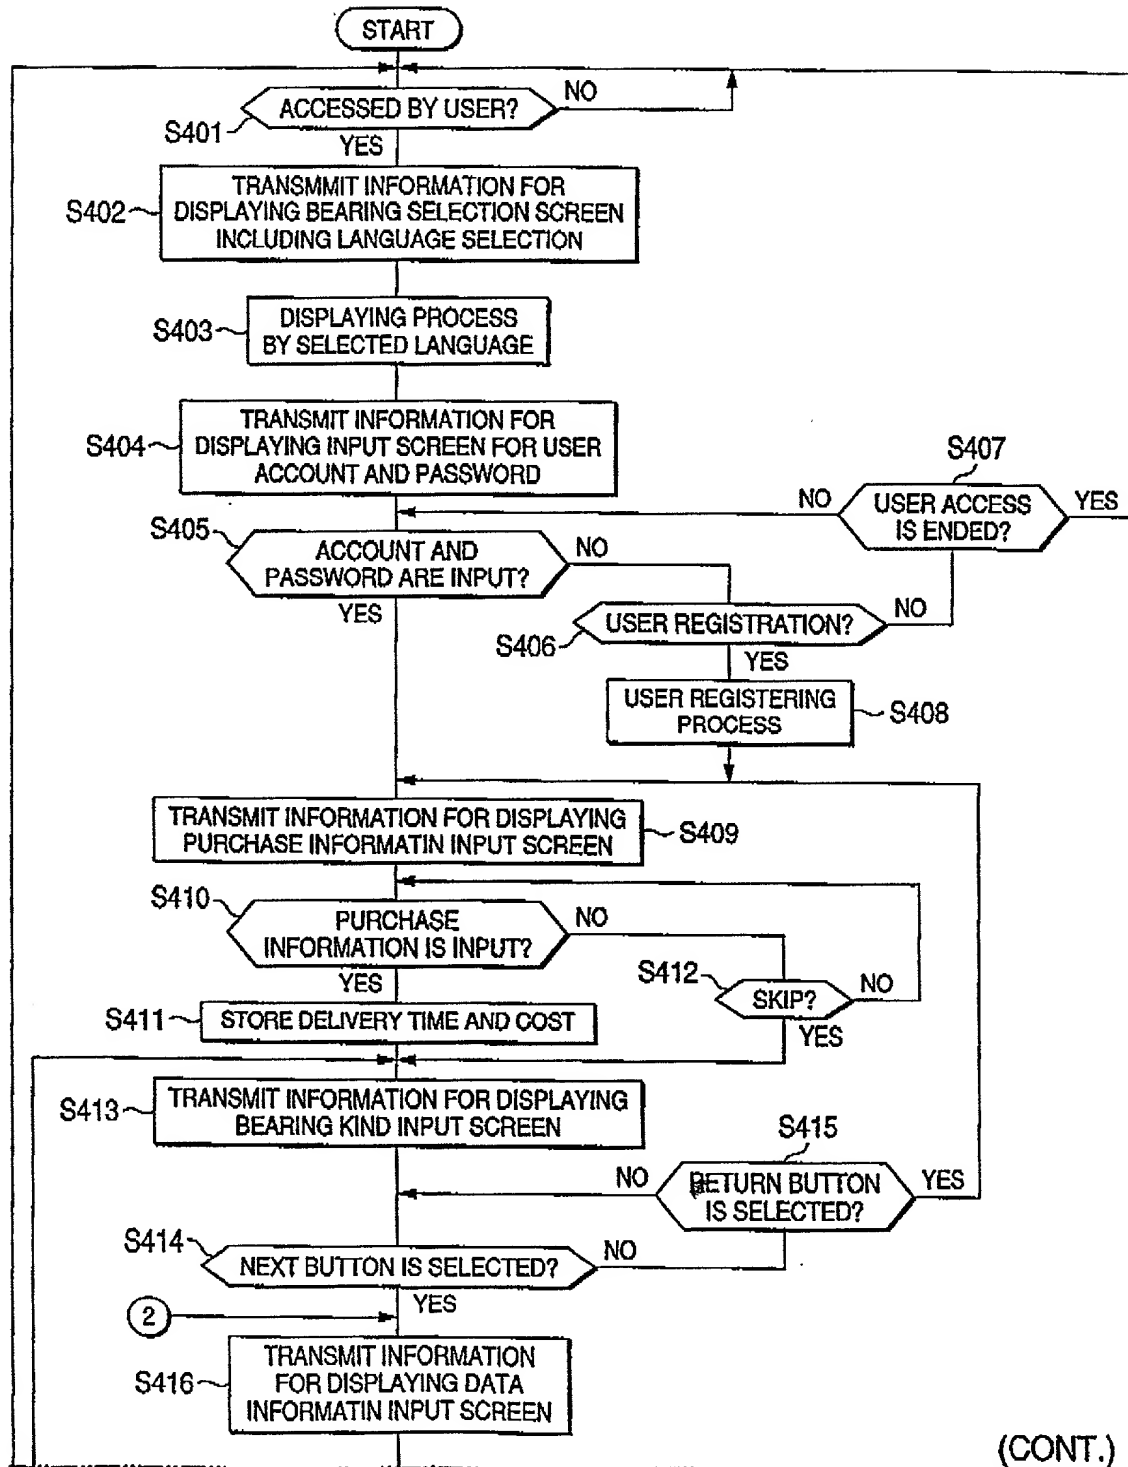 START
ACCESSED BY USER?
NO
S401
YES
TRANSMMIT INFORMATION FOR
DISPLAYING BEARING SELECTION SCREEN
INCLUDING LANGUAGE SELECTION
S402
DISPLAYING PROCESS
BY SELECTED LANGUAGE
S403
TRANSMIT INFORMATION FOR
DISPLAYING INPUT SCREEN FOR USER
ACCOUNT AND PASSWORD
S404
S407
NO
USER ACCESS
IS ENDED?
YES
S405
ACCOUNT AND
PASSWORD ARE INPUT?
NO
YES
USER REGISTRATION?
NO
S406
YES
USER REGISTERING
PROCESS
S408
TRANSMIT INFORMATION FOR DISPLAYING
PURCHASE INFORMATIN INPUT SCREEN
S409
S410
PURCHASE
INFORMATION IS INPUT?
NO
YES
S412
SKIP?
NO
YES
S411
STORE DELIVERY TIME AND COST
S413
TRANSMIT INFORMATION FOR DISPLAYING
BEARING KIND INPUT SCREEN
S415
NO
RETURN BUTTON
IS SELECTED?
YES
S414
NEXT BUTTON IS SELECTED?
NO
YES
2
S416
TRANSMIT INFORMATION
FOR DISPLAYING DATA
INFORMATIN INPUT SCREEN
(CONT.)